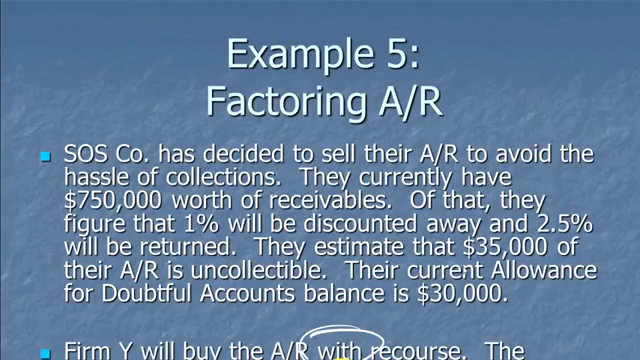 Example 5:
Factoring A/R
SOS Co. has decided to sell their A/R to avoid the
hassle of collections. They currently have
$750,000 worth of receivables. Of that, they
figure that 1% will be discounted away and 2.5%
will be returned. They estimate that $35,000 of
their A/R is uncollectible. Their current Allowance
for Doubtful Accounts balance is $30,000.
Firm Y will buy the A/R with recourse. The